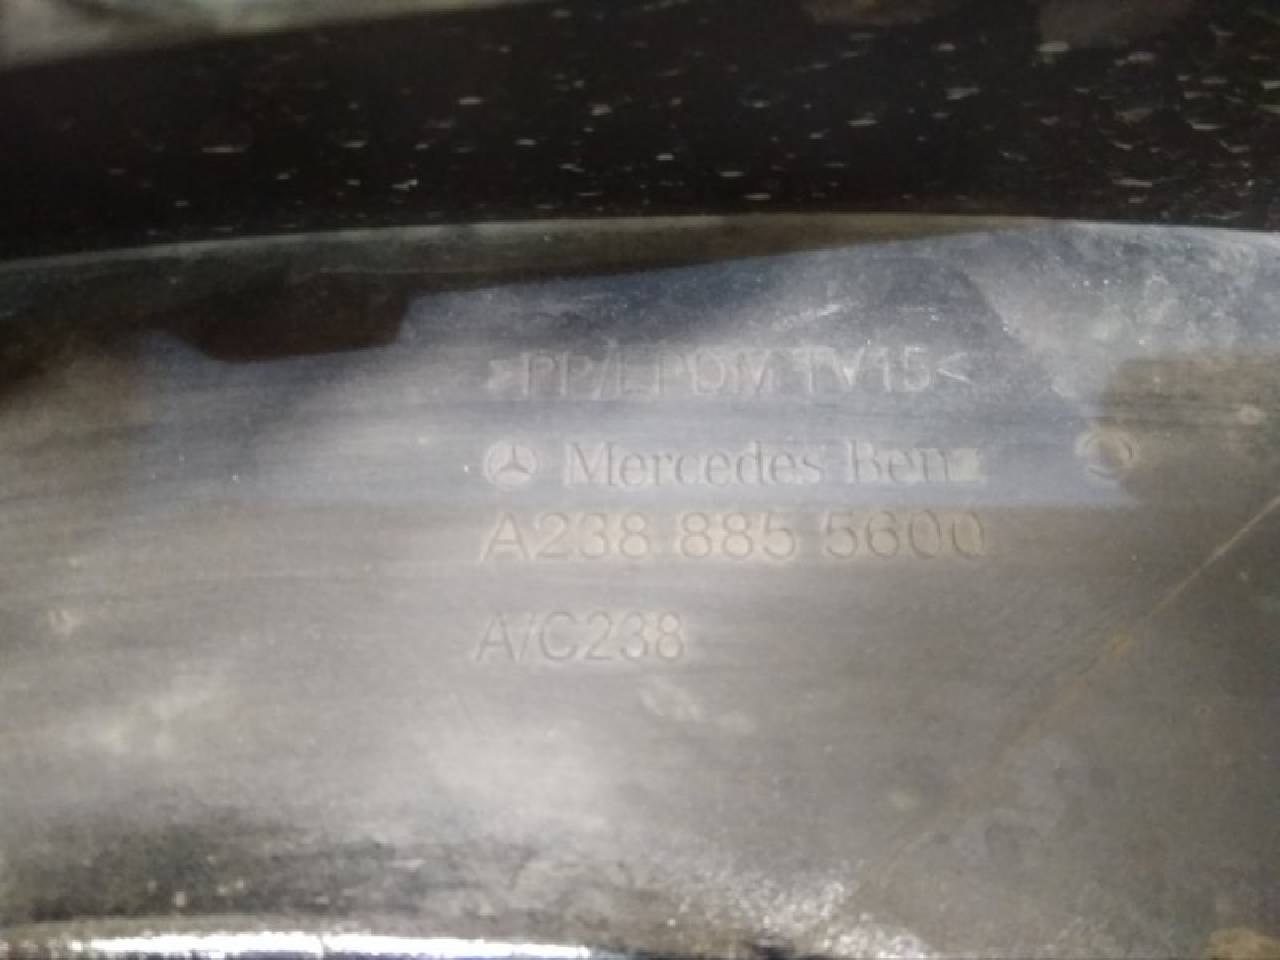 >PP/EPDM TV15<
Mercedes-Benz
A238 885 5600
A/C238